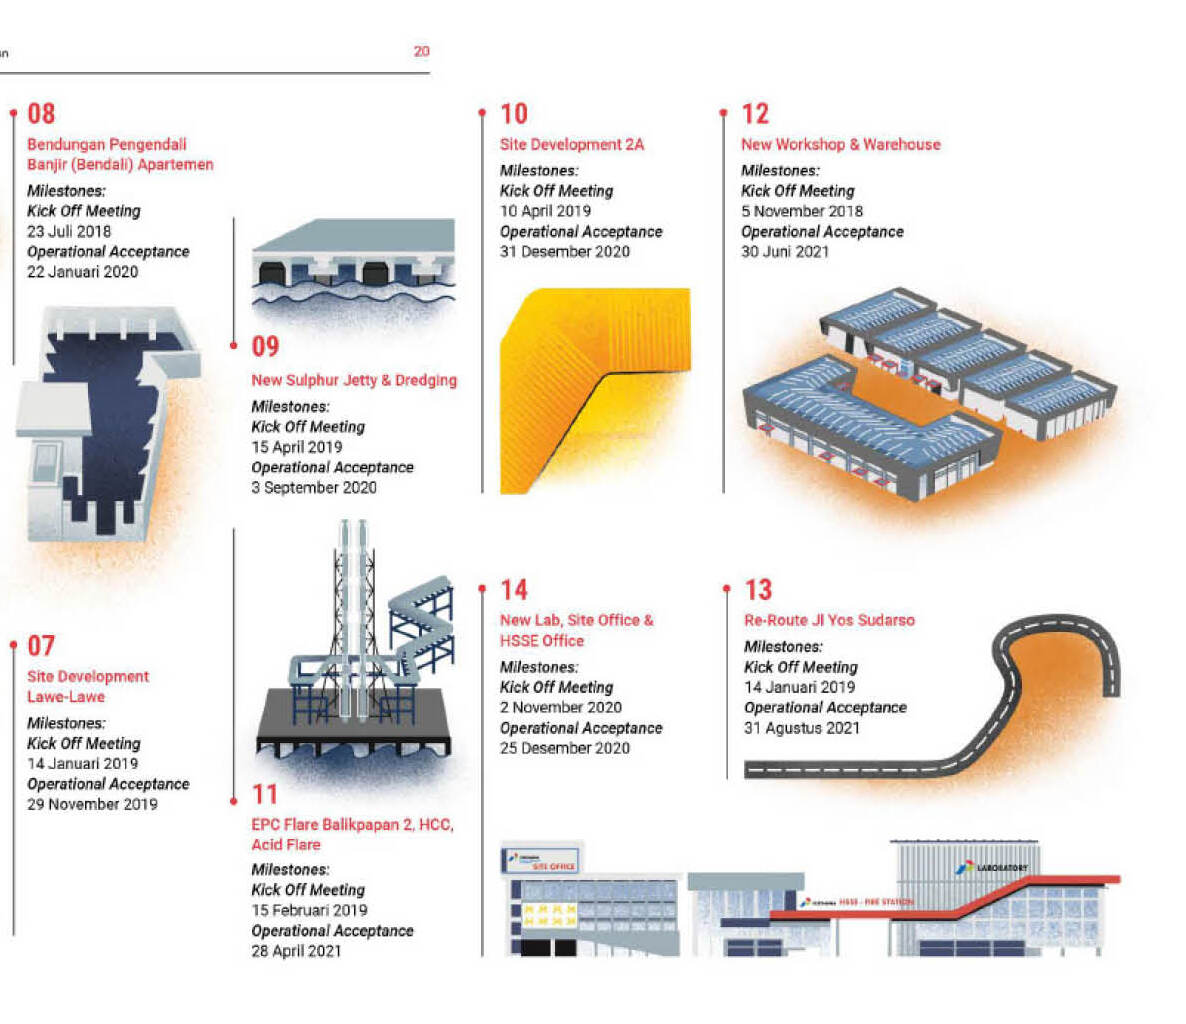 20
08
Bendungan Pengendali
Banjir (Bendali) Apartemen
Milestones:
Kick Off Meeting
23 Juli 2018
Operational Acceptance
22 Januari 2020
07
Site Development
Lawe-Lawe
Milestones:
Kick Off Meeting
14 Januari 2019
Operational Acceptance
29 November 2019
09
New Sulphur Jetty & Dredging
Milestones:
Kick Off Meeting
15 April 2019
Operational Acceptance
3 September 2020
11
EPC Flare Balikpapan 2, HCC,
Acid Flare
Milestones:
Kick Off Meeting
15 Februari 2019
Operational Acceptance
28 April 2021
10
Site Development 2A
Milestones:
Kick Off Meeting
10 April 2019
Operational Acceptance
31 Desember 2020
12
New Workshop & Warehouse
Milestones:
Kick Off Meeting
5 November 2018
Operational Acceptance
30 Juni 2021
14
New Lab, Site Office &
HSSE Office
Milestones:
Kick Off Meeting
2 November 2020
Operational Acceptance
25 Desember 2020
13
Re-Route Jl Yos Sudarso
Milestones:
Kick Off Meeting
14 Januari 2019
Operational Acceptance
31 Agustus 2021
SITE OFFICE
HSSE - FIRE STATION
LABORATORY